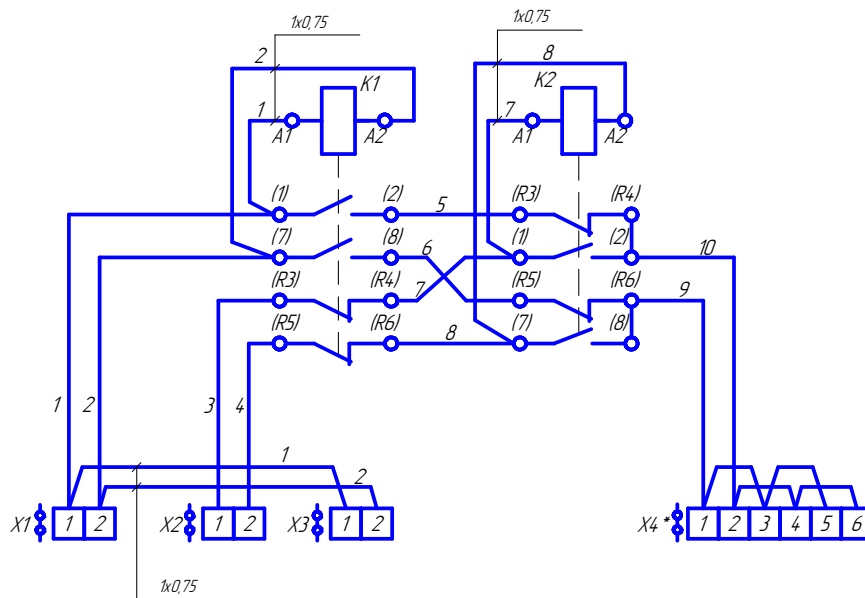 1x0,75
1x0,75
2
8
K1
K2
1
7
A1
A2
A1
A2
(1)
(2)
5
(R3)
(R4)
(7)
(8)
6
(1)
(2)
10
(R3)
(R4)
7
(R5)
(R6)
9
(R5)
(R6)
8
(7)
(8)
1
2
3
4
1
2
X1
1
2
X2
1
2
X3
1
2
X4 *
1
2
3
4
5
6
1x0,75